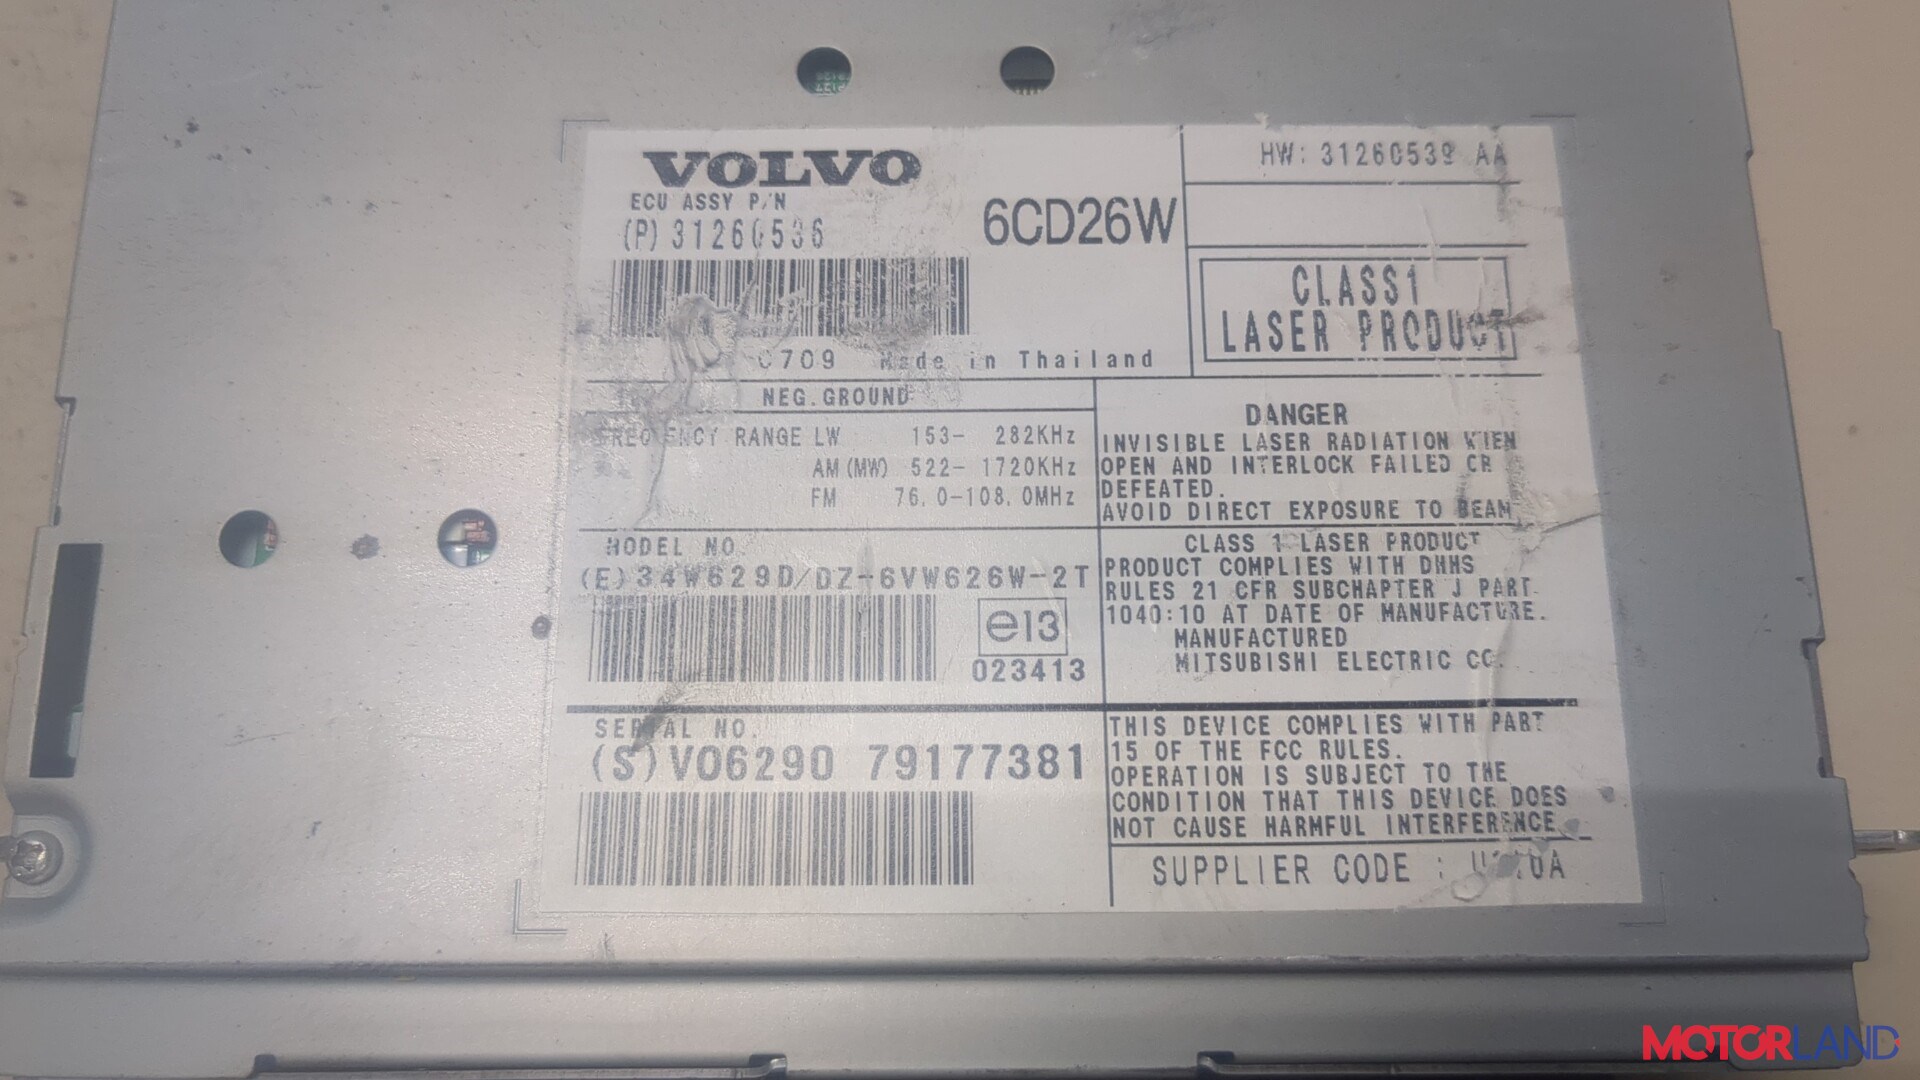 VOLVO
ECU ASSY P/N
(P) 31260536
6CD26W
HW: 31260539 AA
CLASS1
LASER PRODUCT
C709 Made in Thailand
NEG.GROUND
FREQUENCY RANGE LW 153- 282KHz
AM(MW) 522- 1720KHz
FM 76.0-108.0MHz
DANGER
INVISIBLE LASER RADIATION WHEN
OPEN AND INTERLOCK FAILED OR
DEFEATED.
AVOID DIRECT EXPOSURE TO BEAM
MODEL NO.
(E)34W629D/DZ-6VW626W-2T
e13
023413
CLASS 1 LASER PRODUCT
PRODUCT COMPLIES WITH DHHS
RULES 21 CFR SUBCHAPTER J PART
1040:10 AT DATE OF MANUFACTURE.
MANUFACTURED
MITSUBISHI ELECTRIC CO.
SERIAL NO.
(S)VO6290 79177381
THIS DEVICE COMPLIES WITH PART
15 OF THE FCC RULES.
OPERATION IS SUBJECT TO THE
CONDITION THAT THIS DEVICE DOES
NOT CAUSE HARMFUL INTERFERENCE
SUPPLIER CODE :
MOTORLAND